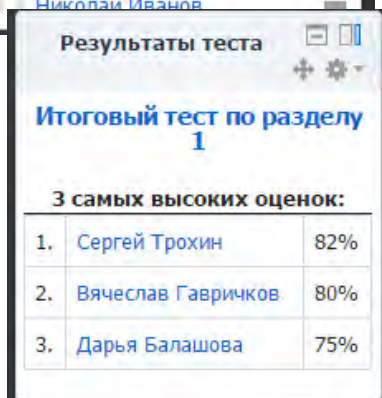 Николай Иванов
Результаты теста
Итоговый тест по разделу
1
3 самых высоких оценок:
1. Сергей Трохин 82%
2. Вячеслав Гавричков 80%
3. Дарья Балашова 75%